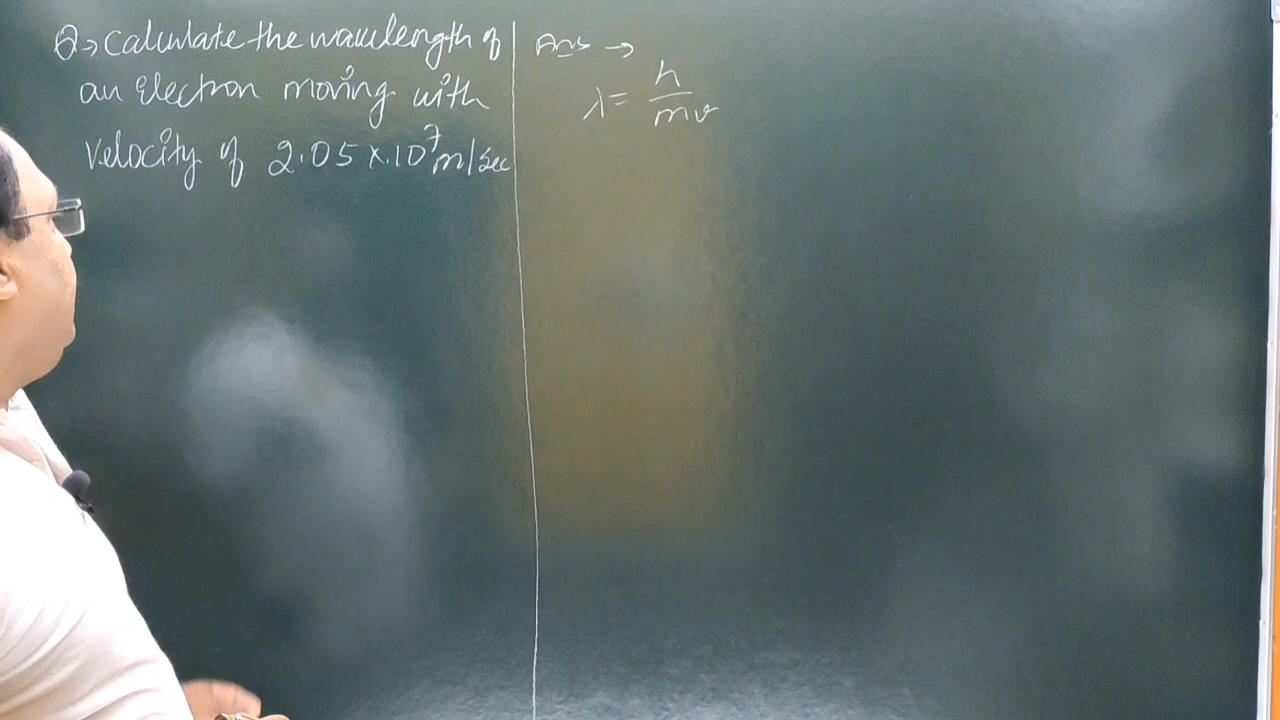 Q→ Calculate the wavelength of
an electron moving with
velocity of 2.05 × 10⁷ m/sec
Ans →
λ = h/mv